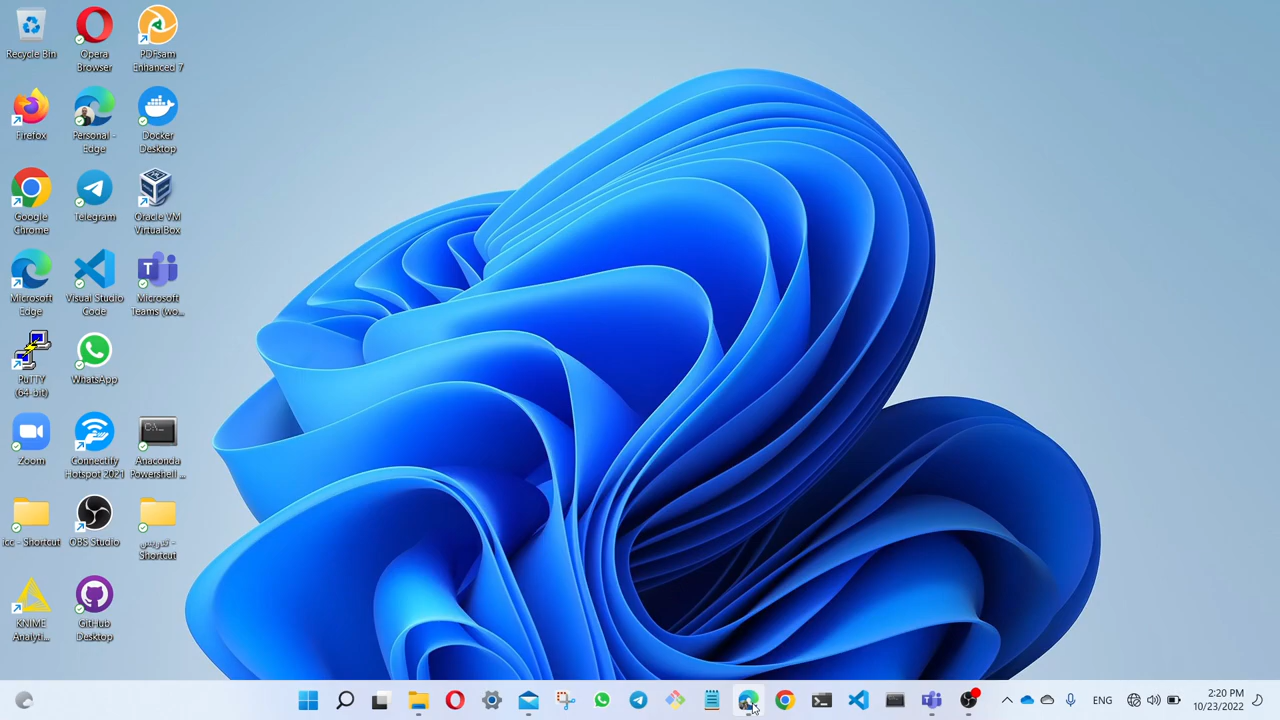 Recycle Bin
Opera
Browser
PDFsam
Enhanced 7
Firefox
Personal -
Edge
Docker
Desktop
Google
Chrome
Telegram
Oracle VM
VirtualBox
Microsoft
Edge
Visual Studio
Code
Microsoft
Teams (wo...
PuTTY
(64-bit)
WhatsApp
Zoom
Connectify
Hotspot 2021
Anaconda
Powershell ...
icc - Shortcut
OBS Studio
تدريس -
Shortcut
KNIME
Analyti...
GitHub
Desktop
ENG
2:20 PM
10/23/2022